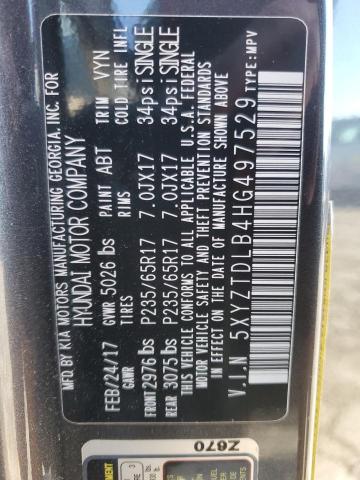 MFD. BY KIA MOTORS MANUFACTURING GEORGIA, INC. FOR
HYUNDAI MOTOR COMPANY
FEB/24/17 GVWR 5026 lbs PAINT ABT TRIM VYN
GAWR TIRES RIMS COLD TIRE INFL
FRONT 2976 lbs P235/65R17 7.0JX17 34psi SINGLE
REAR 3075 lbs P235/65R17 7.0JX17 34psi SINGLE
THIS VEHICLE CONFORMS TO ALL APPLICABLE U.S.A. FEDERAL
MOTOR VEHICLE SAFETY AND THEFT PREVENTION STANDARDS
IN EFFECT ON THE DATE OF MANUFACTURE SHOWN ABOVE.
V.I.N 5XYZTDLB4HG497529 TYPE: MPV
Z670
3